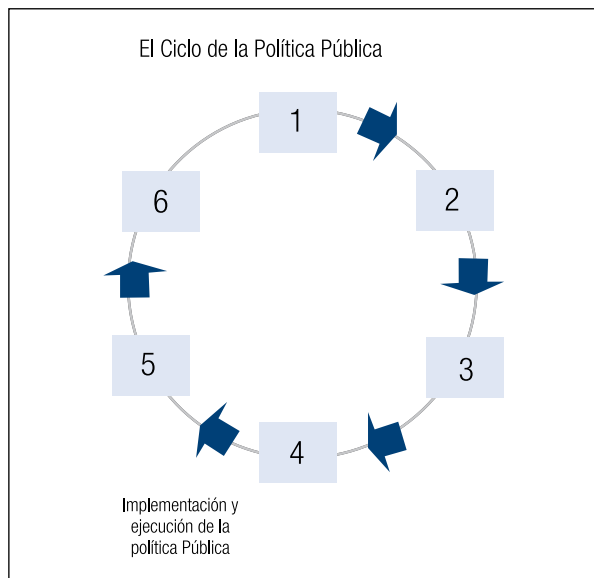 El Ciclo de la Política Pública
1
2
3
4
5
6
Implementación y
ejecución de la
política Pública